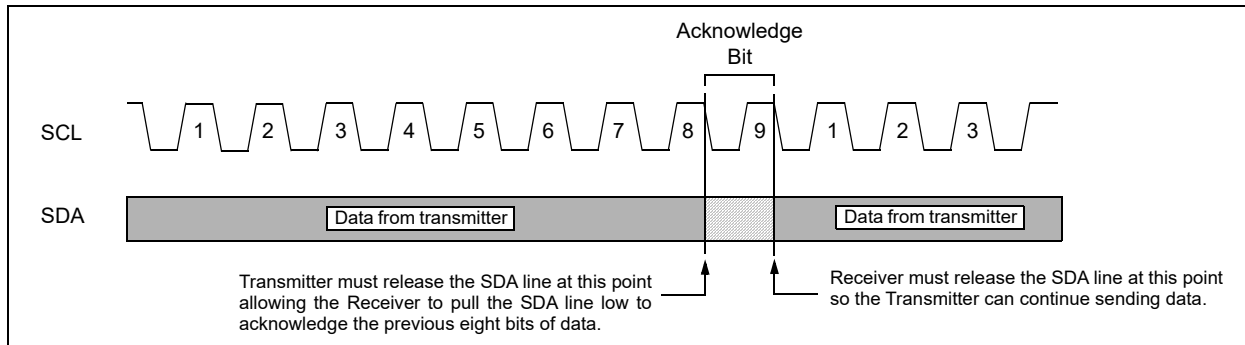 Acknowledge
Bit
SCL
1 2 3 4 5 6 7 8 9 1 2 3
SDA
Data from transmitter
Data from transmitter
Transmitter must release the SDA line at this point
allowing the Receiver to pull the SDA line low to
acknowledge the previous eight bits of data.
Receiver must release the SDA line at this point
so the Transmitter can continue sending data.